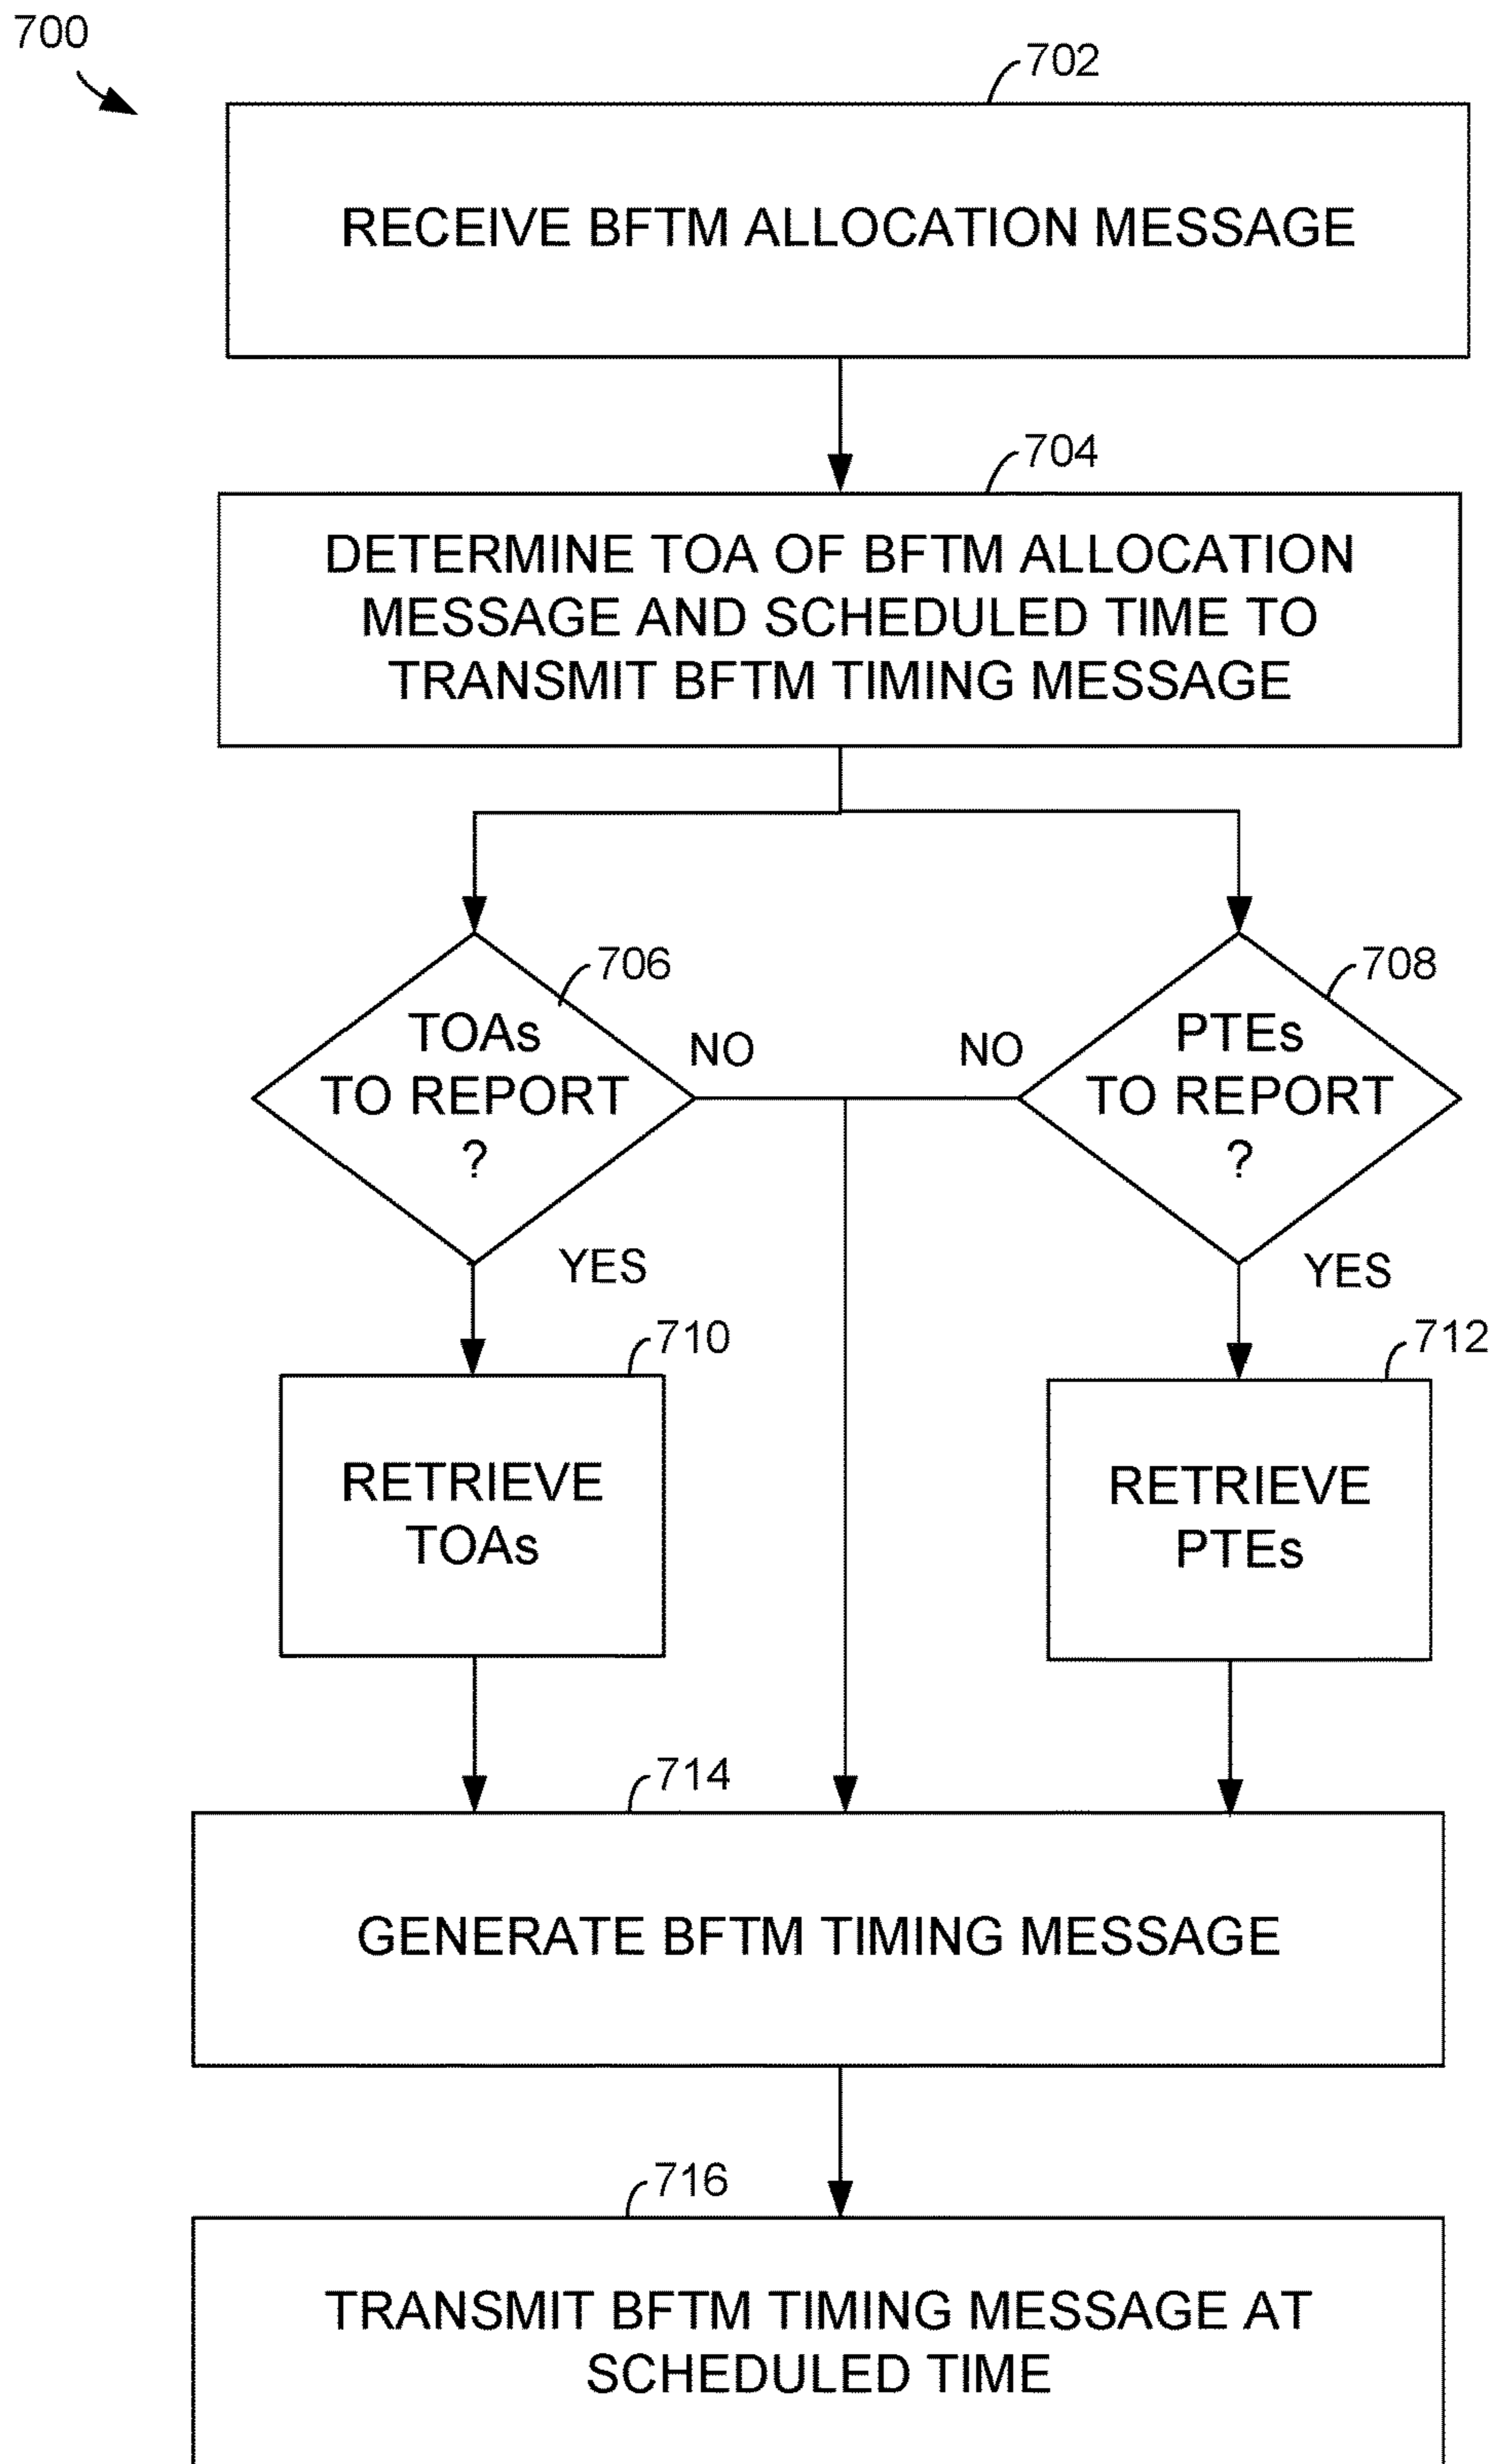 700
702
RECEIVE BFTM ALLOCATION MESSAGE
704
DETERMINE TOA OF BFTM ALLOCATION
MESSAGE AND SCHEDULED TIME TO
TRANSMIT BFTM TIMING MESSAGE
706
708
TOAs
TO REPORT
?
NO
NO
PTEs
TO REPORT
?
YES
YES
710
712
RETRIEVE
TOAs
RETRIEVE
PTEs
714
GENERATE BFTM TIMING MESSAGE
716
TRANSMIT BFTM TIMING MESSAGE AT
SCHEDULED TIME